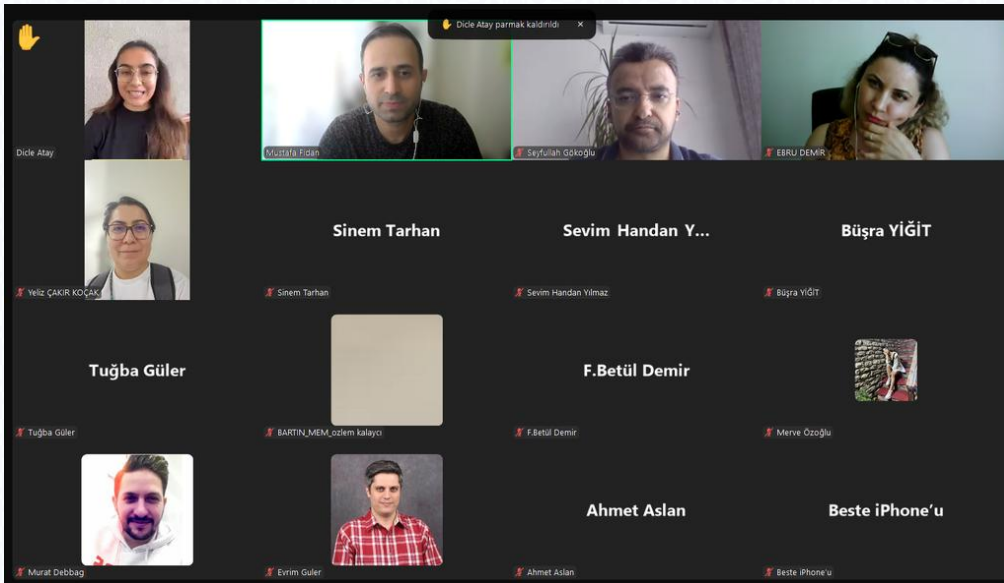 Dicle Atay parmak kaldırıldı ×
Dicle Atay
Mustafa Fidan
Seyfullah Gökoğlu
EBRU DEMİR
Yeliz ÇAKIR KOÇAK
Sinem Tarhan
Sinem Tarhan
Sevim Handan Y...
Sevim Handan Yılmaz
Büşra YİĞİT
Büşra YİĞİT
Tuğba Güler
Tuğba Güler
BARTIN_MEM_ozlem kalaycı
F.Betül Demir
F.Betül Demir
Merve Özoğlu
Murat Debbag
Evrim Guler
Ahmet Aslan
Ahmet Aslan
Beste iPhone'u
Beste iPhone'u